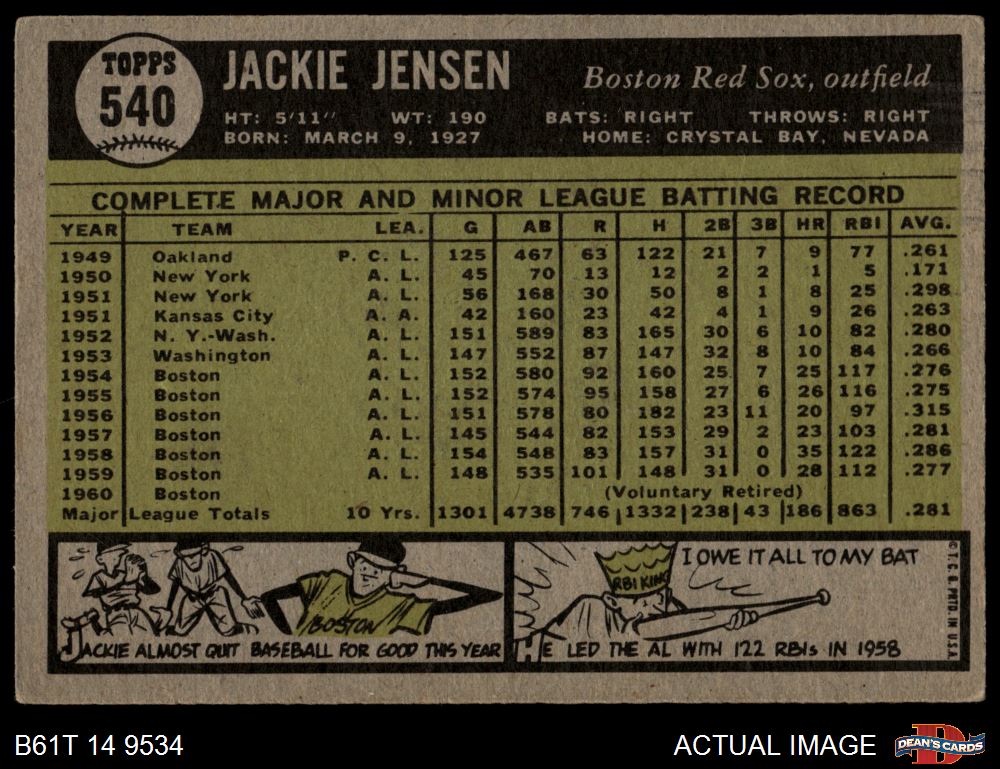 TOPPS
540
JACKIE JENSEN
Boston Red Sox, outfield
HT: 5'11" WT: 190 BATS: RIGHT THROWS: RIGHT
BORN: MARCH 9, 1927 HOME: CRYSTAL BAY, NEVADA
COMPLETE MAJOR AND MINOR LEAGUE BATTING RECORD
YEAR TEAM LEA. G AB R H 2B 3B HR RBI AVG.
1949 Oakland P. C. L. 125 467 63 122 21 7 9 77 .261
1950 New York A. L. 45 70 13 12 2 2 1 5 .171
1951 New York A. L. 56 168 30 50 8 1 8 25 .298
1951 Kansas City A. A. 42 160 23 42 4 1 9 26 .263
1952 N. Y.-Wash. A. L. 151 589 83 165 30 6 10 82 .280
1953 Washington A. L. 147 552 87 147 32 8 10 84 .266
1954 Boston A. L. 152 580 92 160 25 7 25 117 .276
1955 Boston A. L. 152 574 95 158 27 6 26 116 .275
1956 Boston A. L. 151 578 80 182 23 11 20 97 .315
1957 Boston A. L. 145 544 82 153 29 2 23 103 .281
1958 Boston A. L. 154 548 83 157 31 0 35 122 .286
1959 Boston A. L. 148 535 101 148 31 0 28 112 .277
1960 Boston (Voluntary Retired)
Major League Totals 10 Yrs. 1301 4738 746 1332 238 43 186 863 .281
BOSTON
JACKIE ALMOST QUIT BASEBALL FOR GOOD THIS YEAR
RBI KING
I OWE IT ALL TO MY BAT
HE LED THE AL WITH 122 RBIs IN 1958
© T.C.G. PRTD. IN U.S.A.
B61T 14 9534
ACTUAL IMAGE
D
DEAN'S CARDS